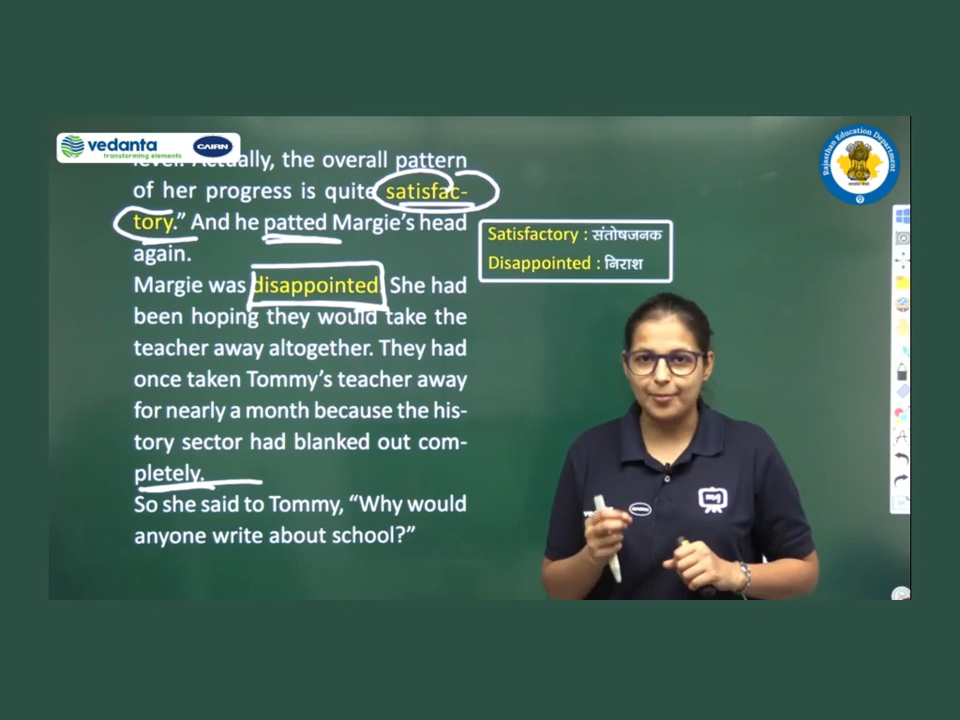 vedanta
transforming elements
CAIRN
Rajasthan Education Department
level. Actually, the overall pattern
of her progress is quite satisfac-
tory.” And he patted Margie’s head
again.
Margie was disappointed. She had
been hoping they would take the
teacher away altogether. They had
once taken Tommy’s teacher away
for nearly a month because the his-
tory sector had blanked out com-
pletely.
So she said to Tommy, “Why would
anyone write about school?”
Satisfactory : संतोषजनक
Disappointed : निराश